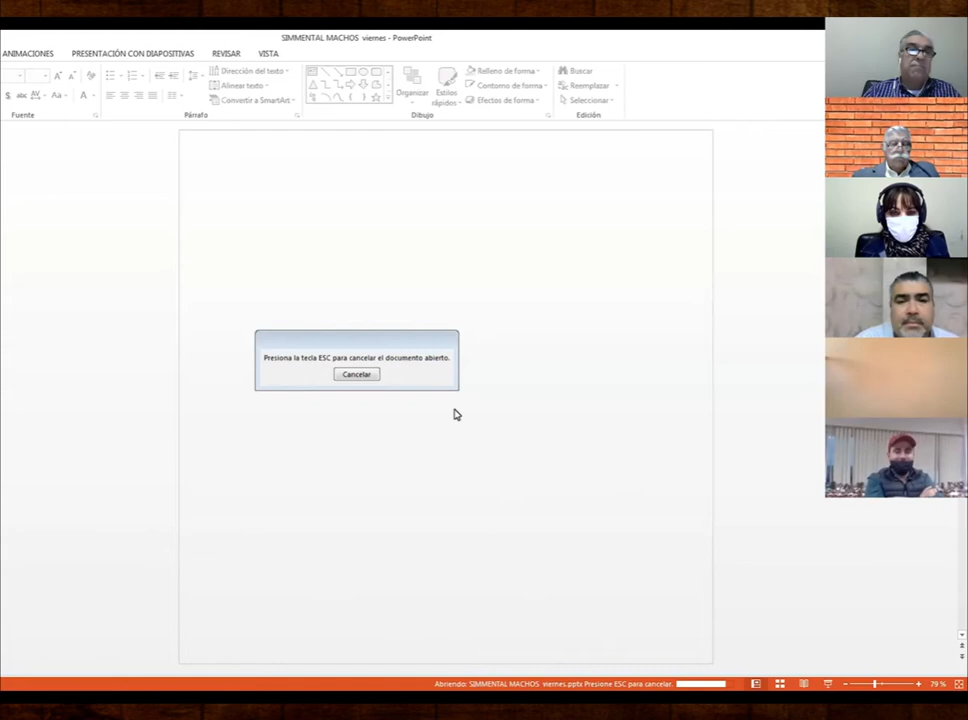 SIMMENTAL MACHOS viernes - PowerPoint
ANIMACIONES PRESENTACIÓN CON DIAPOSITIVAS REVISAR VISTA
Dirección del texto
Alinear texto
Convertir a SmartArt
Organizar
Estilos
rápidos
Relleno de forma
Contorno de forma
Efectos de forma
Buscar
Reemplazar
Seleccionar
Fuente Párrafo Dibujo Edición
Presiona la tecla ESC para cancelar el documento abierto.
Cancelar
Abriendo: SIMMENTAL MACHOS viernes.pptx Presione ESC para cancelar. 79 %